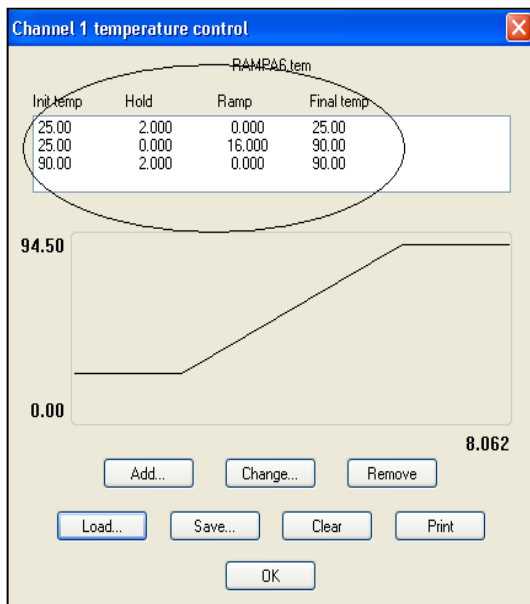 Channel 1 temperature control
RAMPA6.tem
Init temp Hold Ramp Final temp
25.00 2.000 0.000 25.00
25.00 0.000 16.000 90.00
90.00 2.000 0.000 90.00
94.50
0.00
8.062
Add... Change... Remove
Load... Save... Clear Print
OK